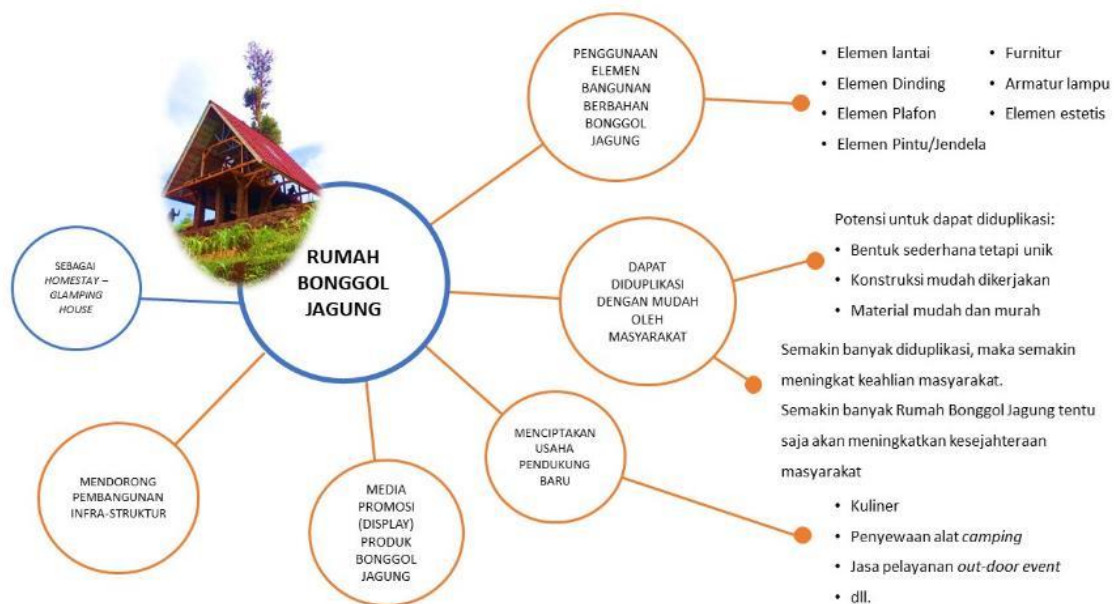 RUMAH
BONGGOL
JAGUNG
PENGGUNAAN
ELEMEN
BANGUNAN
BERBAHAN
BONGGOL
JAGUNG
• Elemen lantai
• Elemen Dinding
• Elemen Plafon
• Elemen Pintu/Jendela
• Furnitur
• Armatur lampu
• Elemen estetis
DAPAT
DIDUPLIKASI
DENGAN MUDAH
OLEH
MASYARAKAT
Potensi untuk dapat diduplikasi:
• Bentuk sederhana tetapi unik
• Konstruksi mudah dikerjakan
• Material mudah dan murah
Semakin banyak diduplikasi, maka semakin
meningkat keahlian masyarakat.
Semakin banyak Rumah Bonggol Jagung tentu
saja akan meningkatkan kesejahteraan
masyarakat
MENCIPTAKAN
USAHA
PENDUKUNG
BARU
• Kuliner
• Penyewaan alat camping
• Jasa pelayanan out-door event
• dll.
MEDIA
PROMOSI
(DISPLAY)
PRODUK
BONGGOL
JAGUNG
MENDORONG
PEMBANGUNAN
INFRA-STRUKTUR
SEBAGAI
HOMESTAY –
GLAMPING
HOUSE